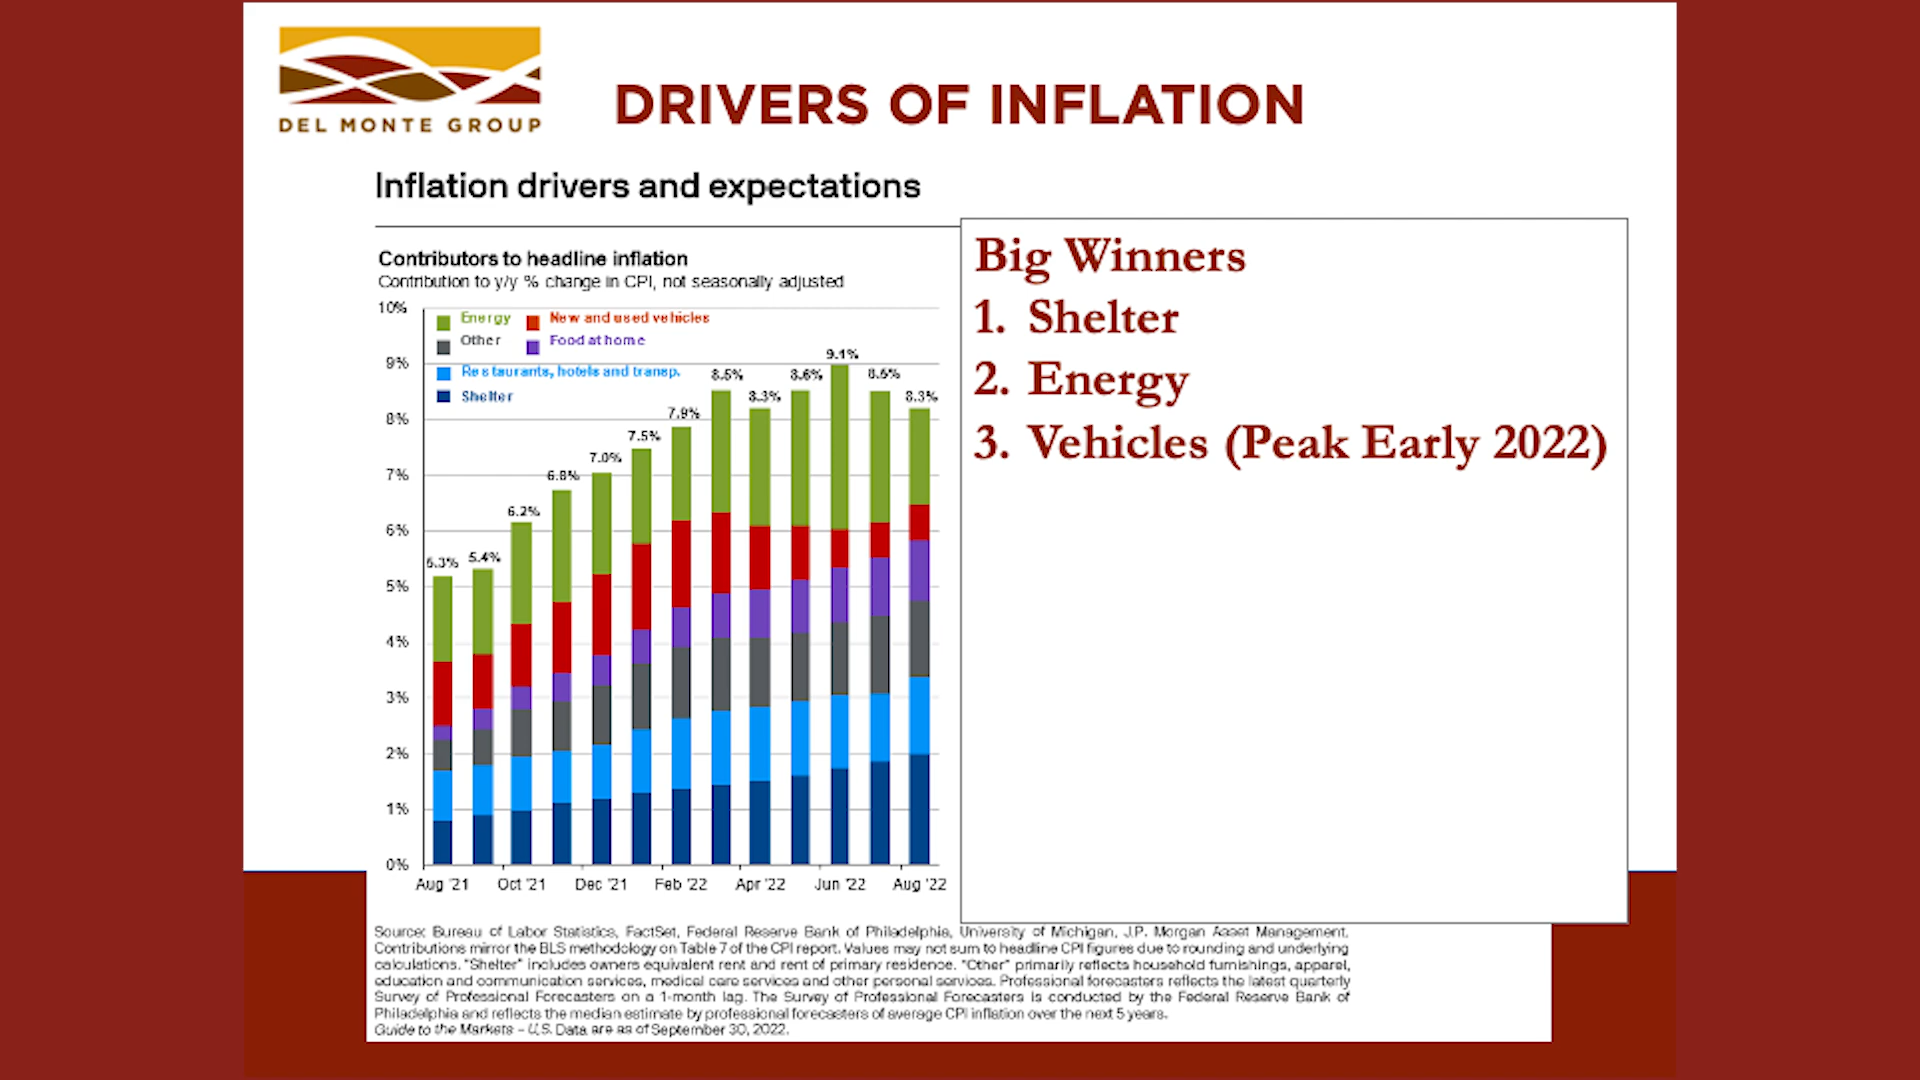 DEL MONTE GROUP
DRIVERS OF INFLATION
Inflation drivers and expectations
Contributors to headline inflation
Contribution to y/y % change in CPI, not seasonally adjusted
10%
9%
8%
7%
6%
5%
4%
3%
2%
1%
0%
Energy
New and used vehicles
Other
Food at home
Restaurants, hotels and transp.
Shelter
5.3%
5.4%
6.2%
6.8%
7.0%
7.5%
7.9%
8.5%
8.3%
8.6%
9.1%
8.5%
8.3%
Aug '21
Oct '21
Dec '21
Feb '22
Apr '22
Jun '22
Aug '22
Big Winners
1. Shelter
2. Energy
3. Vehicles (Peak Early 2022)
Source: Bureau of Labor Statistics, FactSet, Federal Reserve Bank of Philadelphia, University of Michigan, J.P. Morgan Asset Management.
Contributions mirror the BLS methodology on Table 7 of the CPI report. Values may not sum to headline CPI figures due to rounding and underlying
calculations. "Shelter" includes owners equivalent rent and rent of primary residence. "Other" primarily reflects household furnishings, apparel,
education and communication services, medical care services and other personal services. Professional forecasters reflects the latest quarterly
Survey of Professional Forecasters on a 1-month lag. The Survey of Professional Forecasters is conducted by the Federal Reserve Bank of
Philadelphia and reflects the median estimate by professional forecasters of average CPI inflation over the next 5 years.
Guide to the Markets – U.S. Data are as of September 30, 2022.